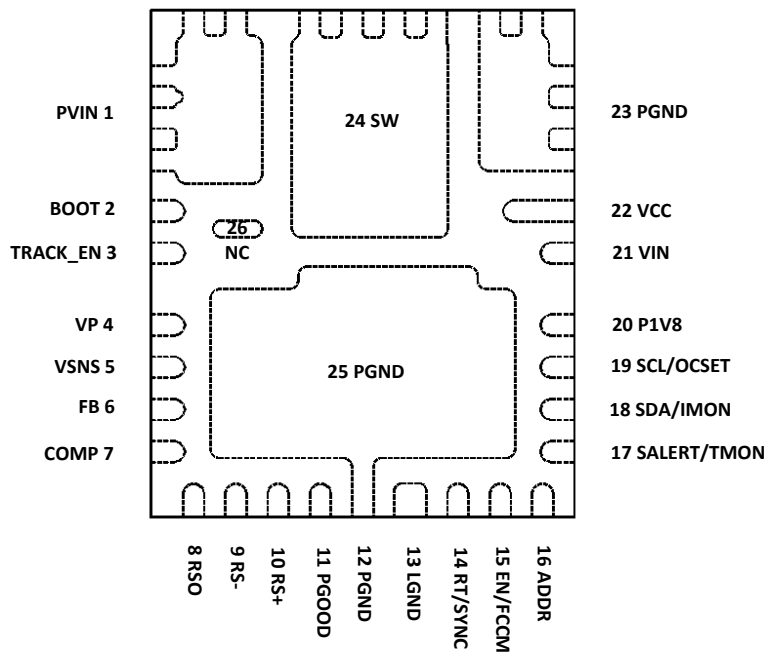 PVIN 1
24 SW
23 PGND
BOOT 2
26
NC
22 VCC
TRACK_EN 3
21 VIN
VP 4
20 P1V8
VSNS 5
25 PGND
19 SCL/OCSET
FB 6
18 SDA/IMON
COMP 7
17 SALERT/TMON
8 RSO
9 RS-
10 RS+
11 PGOOD
12 PGND
13 LGND
14 RT/SYNC
15 EN/FCCM
16 ADDR